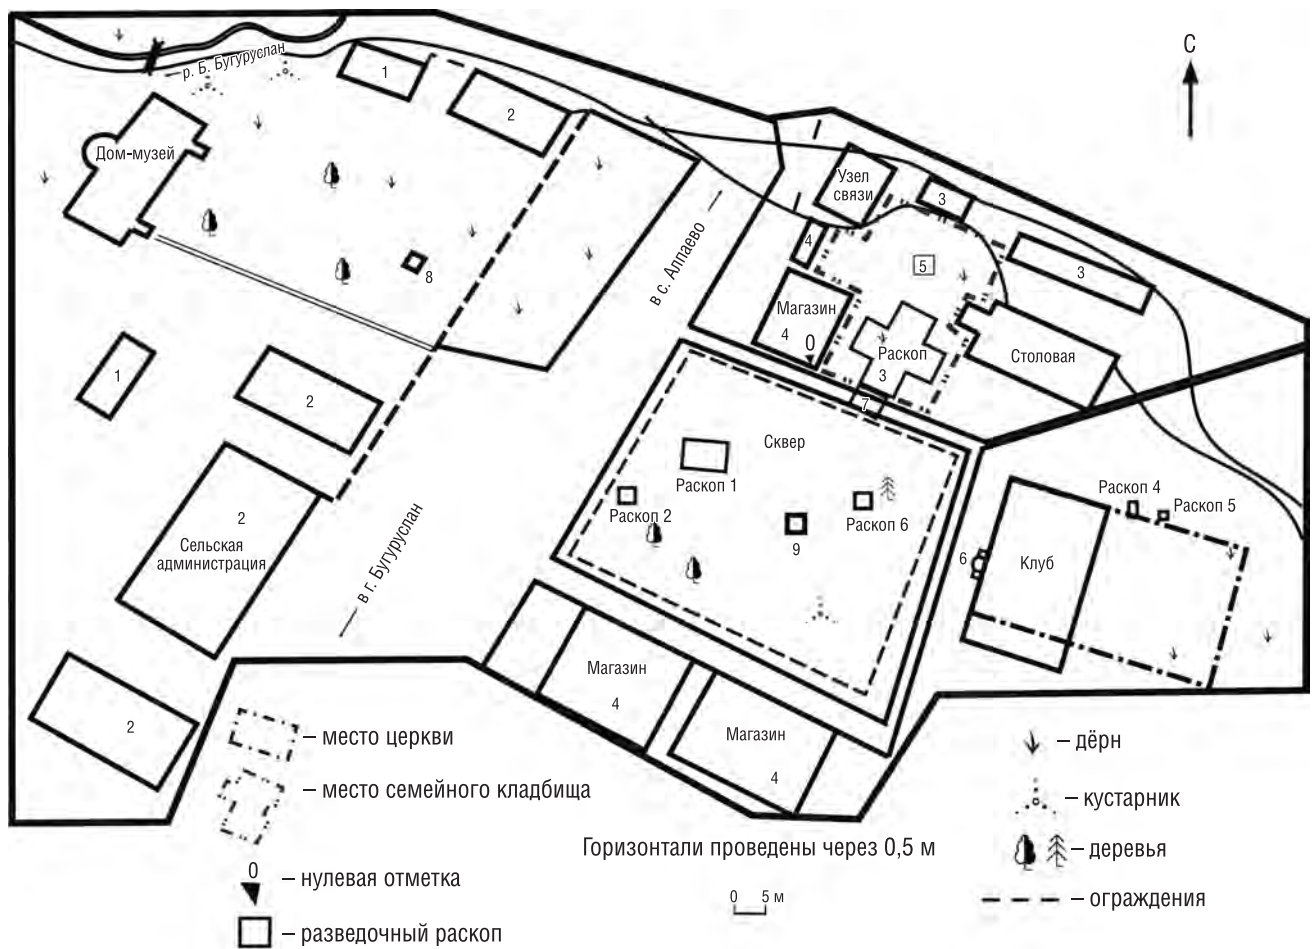 С
р. Б. Бугуруслан
1
2
Дом-музей
Узел
связи
3
4
5
3
8
в с. Алпаево
Магазин
4
0
Раскоп
3
Столовая
7
1
2
Сквер
Раскоп 1
Раскоп 2
Раскоп 6
9
Раскоп 4
Раскоп 5
6
Клуб
2
Сельская
администрация
в г. Бугуруслан
Магазин
4
Магазин
4
2
– место церкви
– место семейного кладбища
0
– нулевая отметка
– разведочный раскоп
Горизонтали проведены через 0,5 м
0 5 м
– дёрн
– кустарник
– деревья
– ограждения